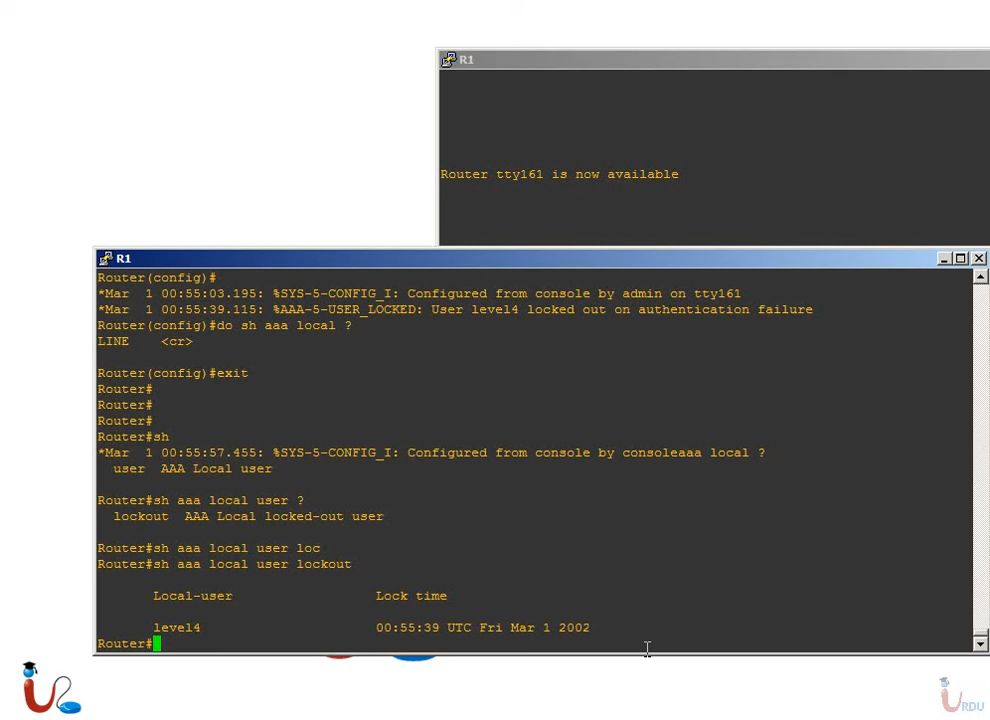 R1
Router tty161 is now available
R1
Router(config)#
*Mar  1 00:55:03.195: %SYS-5-CONFIG_I: Configured from console by admin on tty161
*Mar  1 00:55:39.115: %AAA-5-USER_LOCKED: User level4 locked out on authentication failure
Router(config)#do sh aaa local ?
LINE    <cr>
Router(config)#exit
Router#
Router#
Router#
Router#sh
*Mar  1 00:55:57.455: %SYS-5-CONFIG_I: Configured from console by consoleaaa local ?
user  AAA Local user
Router#sh aaa local user ?
lockout  AAA Local locked-out user
Router#sh aaa local user loc
Router#sh aaa local user lockout
Local-user                  Lock time
level4                      00:55:39 UTC Fri Mar 1 2002
Router#
URDU